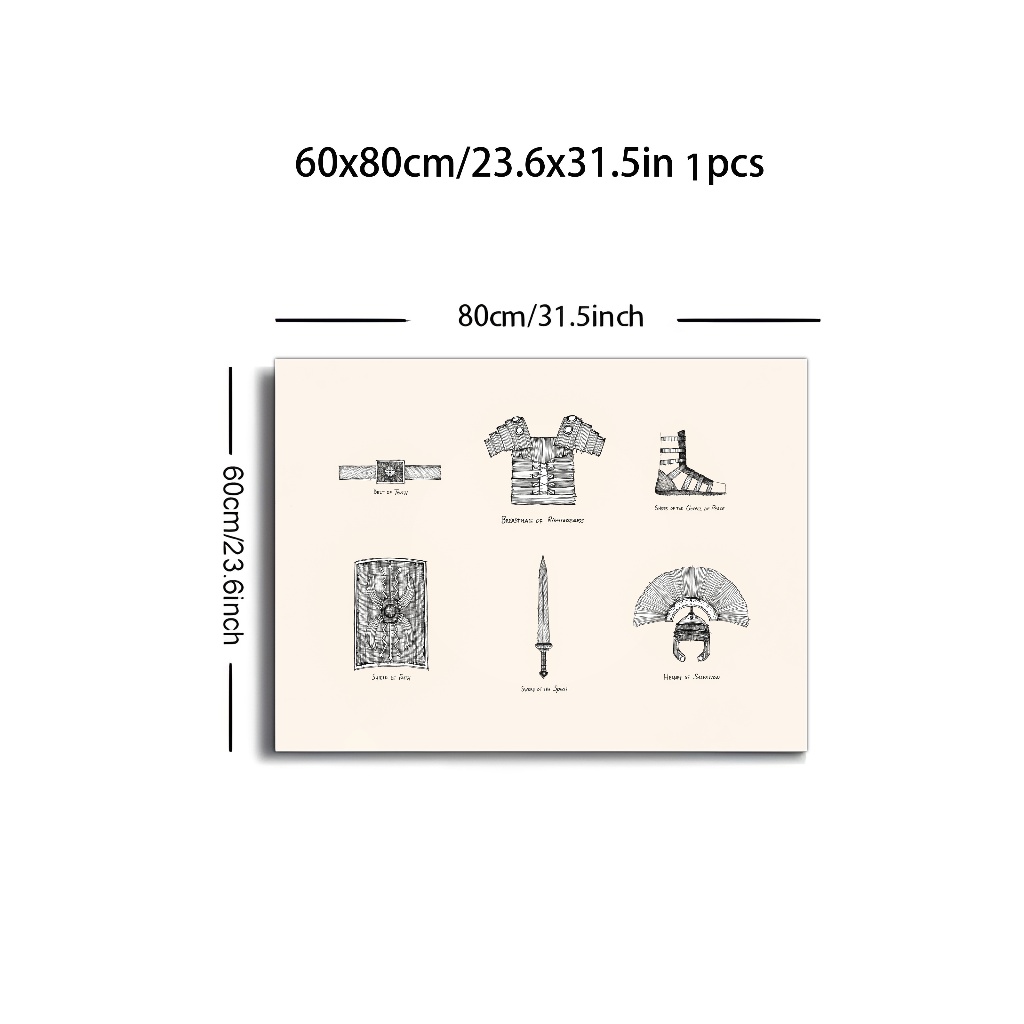 60x80cm/23.6x31.5in 1pcs
80cm/31.5inch
60cm/23.6inch
Belt of Truth
Breastplate of Righteousness
Shoes of the Gospel of Peace
Shield of Faith
Sword of the Spirit
Helmet of Salvation